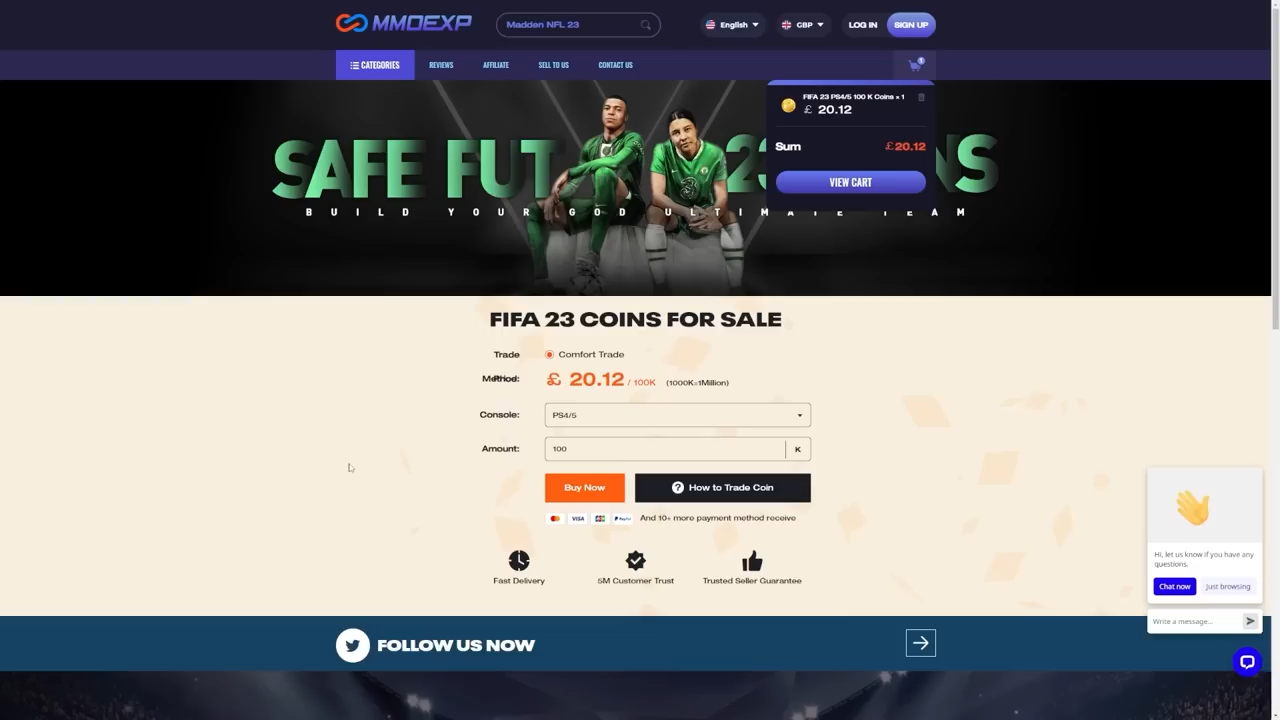 MMOEXP
Madden NFL 23
English
GBP
LOG IN
SIGN UP
CATEGORIES
REVIEWS
AFFILIATE
SELL TO US
CONTACT US
1
FIFA 23 PS4/5 100 K Coins × 1
£ 20.12
Sum £20.12
VIEW CART
SAFE FUT 23 NS
BUILD YOUR GOD ULTIMATE TEAM
FIFA 23 COINS FOR SALE
Trade Comfort Trade
Method: £ 20.12 / 100K (1000K=1Million)
Console: PS4/5
Amount: 100 K
Buy Now
? How to Trade Coin
VISA JCB PayPal And 10+ more payment method receive
Fast Delivery
5M Customer Trust
Trusted Seller Guarantee
Hi, let us know if you have any
questions.
Chat now
Just browsing
Write a message...
FOLLOW US NOW